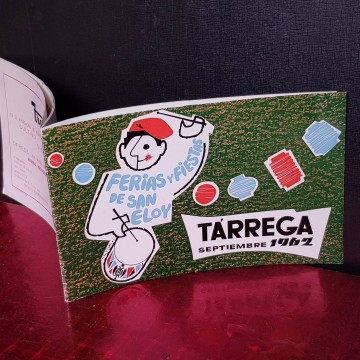 FERIAS Y FIESTAS
DE SAN
ELOY
TÁRREGA
SEPTIEMBRE 1962